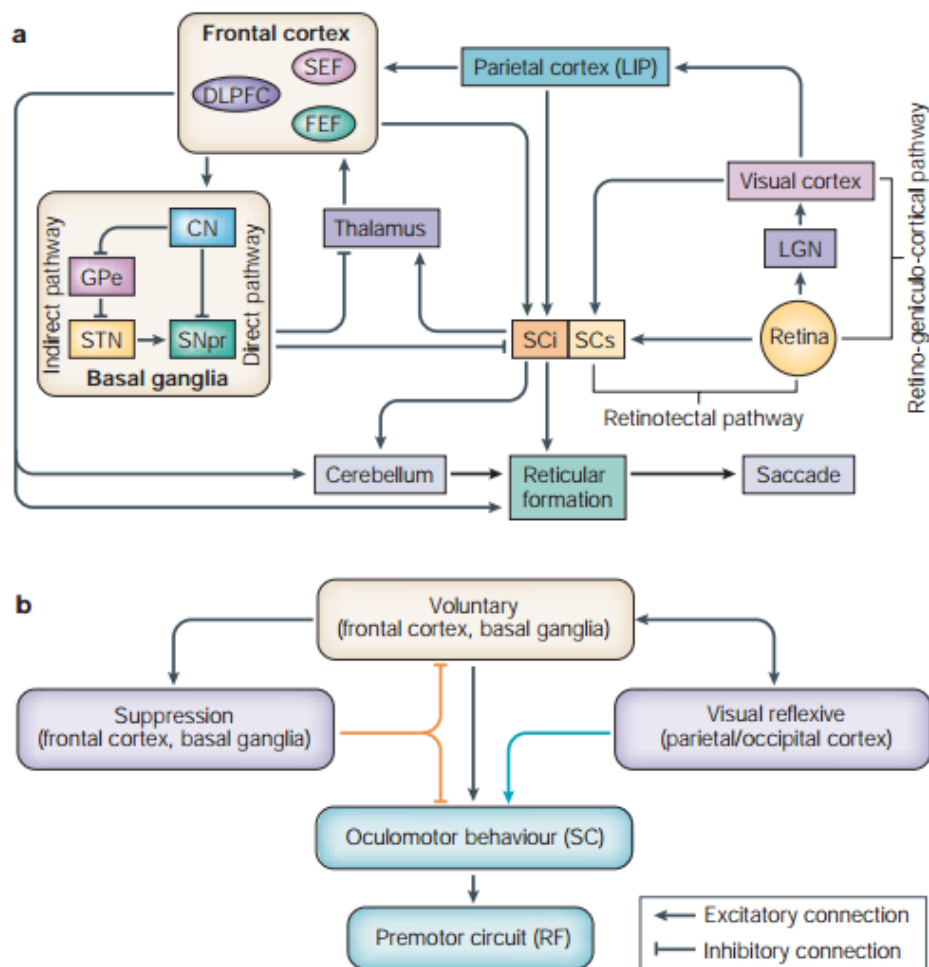 a
Frontal cortex
SEF
DLPFC
FEF
Parietal cortex (LIP)
Visual cortex
LGN
Retina
Retino-geniculo-cortical pathway
Thalamus
Indirect pathway
CN
GPe
STN
SNpr
Direct pathway
Basal ganglia
SCi
SCs
Retinotectal pathway
Cerebellum
Reticular
formation
Saccade
b
Voluntary
(frontal cortex, basal ganglia)
Suppression
(frontal cortex, basal ganglia)
Visual reflexive
(parietal/occipital cortex)
Oculomotor behaviour (SC)
Premotor circuit (RF)
Excitatory connection
Inhibitory connection